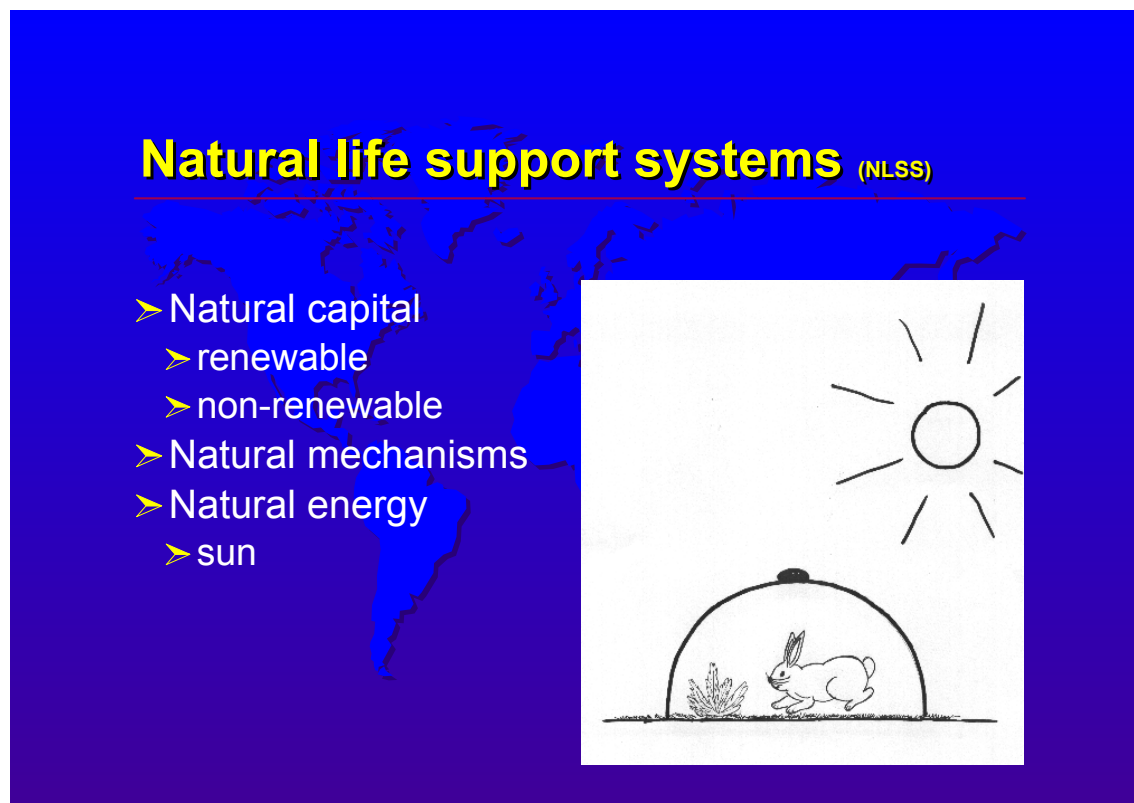 Natural life support systems (NLSS)
Natural capital
renewable
non-renewable
Natural mechanisms
Natural energy
sun